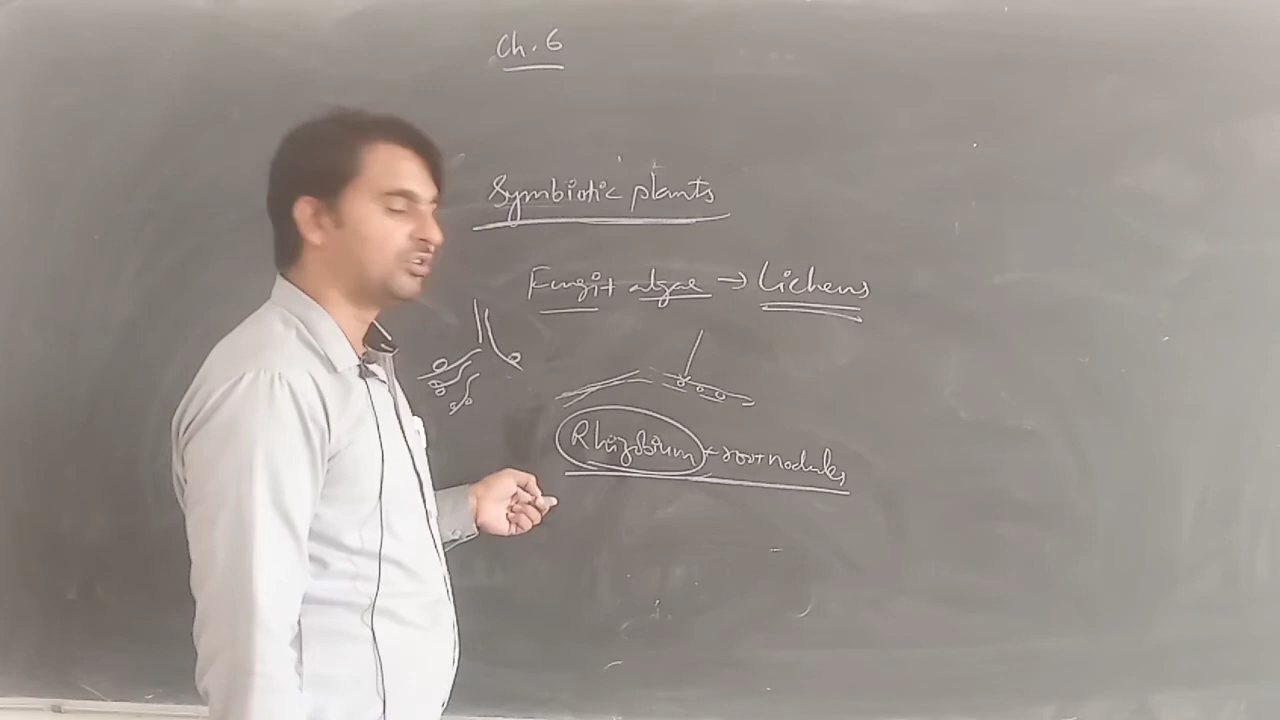 Ch. 6
Symbiotic plants
Fungi + algae → Lichens
Rhizobium + root nodules